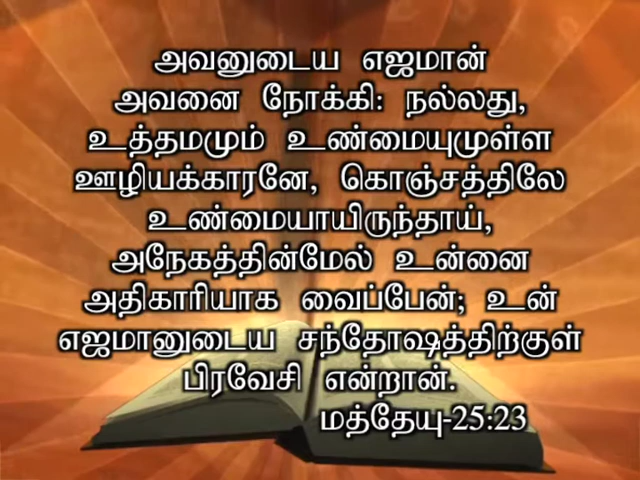 அவனுடைய எஜமான்
அவனை நோக்கி: நல்லது,
உத்தமமும் உண்மையுமுள்ள
ஊழியக்காரனே, கொஞ்சத்திலே
உண்மையாயிருந்தாய்,
அநேகத்தின்மேல் உன்னை
அதிகாரியாக வைப்பேன்; உன்
எஜமானுடைய சந்தோஷத்திற்குள்
பிரவேசி என்றான்.
மத்தேயு-25:23